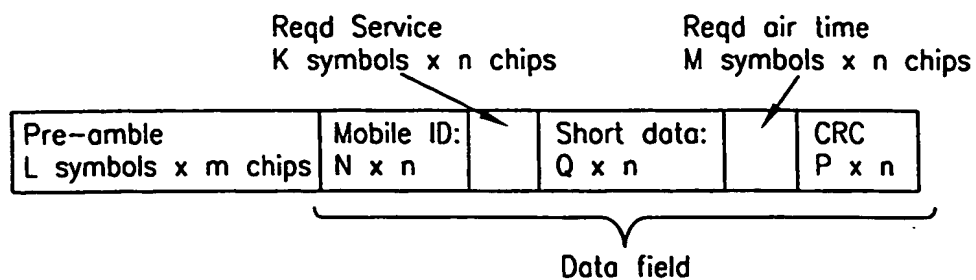 Reqd Service
K symbols x n chips
Reqd air time
M symbols x n chips
Pre-amble
L symbols x m chips
Mobile ID:
N x n
Short data:
Q x n
CRC
P x n
Data field